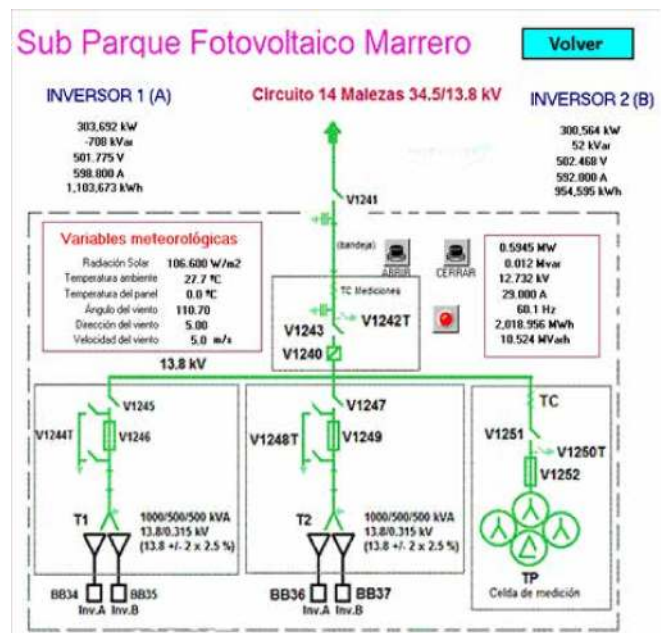 Sub Parque Fotovoltaico Marrero
Volver
INVERSOR 1 (A)
Circuito 14 Malezas 34.5/13.8 kV
INVERSOR 2 (B)
303,692 kW
-708 kVar
501.775 V
598.800 A
1,103,673 kWh
300,564 kW
52 kVar
502.468 V
592.800 A
954,595 kWh
V1241
Variables meteorológicas
Radiación Solar 106.600 W/m2
Temperatura ambiente 27.7 ºC
Temperatura del panel 0.0 ºC
Ángulo del viento 110.70
Dirección del viento 5.00
Velocidad del viento 5.0 m/s
(bandeja)
ABRIR
CERRAR
0.5945 MW
0.012 Mvar
12.732 kV
29.000 A
60.1 Hz
2,018.956 MWh
10.524 MVarh
TC Mediciones
V1242T
V1243
V1240
13.8 kV
V1245
V1244T
V1246
T1
1000/500/500 kVA
13.8/0.315 kV
(13.8 +/- 2 x 2.5 %)
BB34
BB35
Inv.A
Inv.B
V1247
V1248T
V1249
T2
1000/500/500 kVA
13.8/0.315 kV
(13.8 +/- 2 x 2.5 %)
BB36
BB37
Inv.A
Inv.B
TC
V1251
V1250T
V1252
TP
Celda de medición